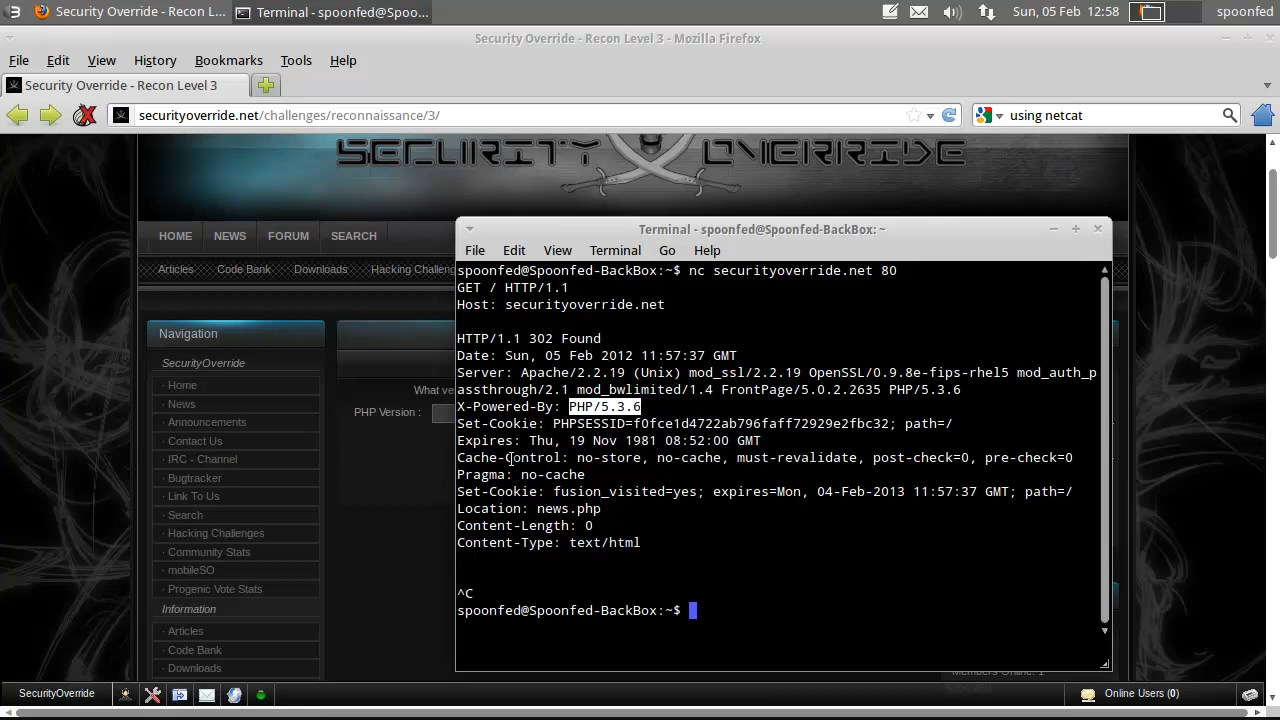 Security Override - Recon L...
Terminal - spoonfed@Spoo...
Sun, 05 Feb 12:58
spoonfed
Security Override - Recon Level 3 - Mozilla Firefox
File Edit View History Bookmarks Tools Help
Security Override - Recon Level 3
securityoverride.net/challenges/reconnaissance/3/
using netcat
SECURITY OVERRIDE
HOME NEWS FORUM SEARCH
Articles Code Bank Downloads Hacking Challeng
Navigation
SecurityOverride
· Home
· News
· Announcements
· Contact Us
· IRC - Channel
· Bugtracker
· Link To Us
· Search
· Hacking Challenges
· Community Stats
· mobileSO
· Progenic Vote Stats
Information
· Articles
· Code Bank
· Downloads
What ve
PHP Version :
Terminal - spoonfed@Spoonfed-BackBox: ~
File Edit View Terminal Go Help
spoonfed@Spoonfed-BackBox:~$ nc securityoverride.net 80
GET / HTTP/1.1
Host: securityoverride.net
HTTP/1.1 302 Found
Date: Sun, 05 Feb 2012 11:57:37 GMT
Server: Apache/2.2.19 (Unix) mod_ssl/2.2.19 OpenSSL/0.9.8e-fips-rhel5 mod_auth_p
assthrough/2.1 mod_bwlimited/1.4 FrontPage/5.0.2.2635 PHP/5.3.6
X-Powered-By: PHP/5.3.6
Set-Cookie: PHPSESSID=f0fce1d4722ab796faff72929e2fbc32; path=/
Expires: Thu, 19 Nov 1981 08:52:00 GMT
Cache-Control: no-store, no-cache, must-revalidate, post-check=0, pre-check=0
Pragma: no-cache
Set-Cookie: fusion_visited=yes; expires=Mon, 04-Feb-2013 11:57:37 GMT; path=/
Location: news.php
Content-Length: 0
Content-Type: text/html
^C
spoonfed@Spoonfed-BackBox:~$
Members Online: 1
SecurityOverride
Online Users (0)